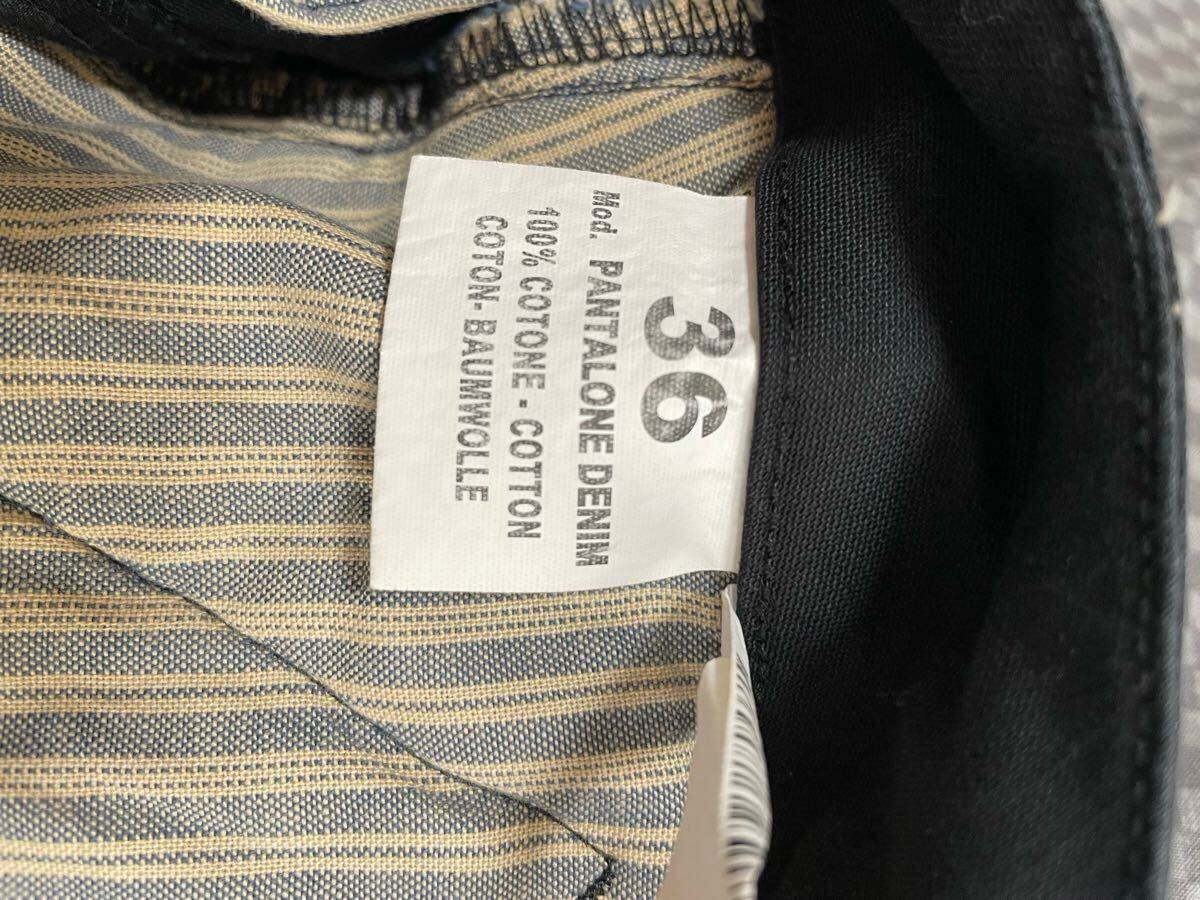 36
Mod. PANTALONE DENIM
100% COTONE - COTTON
COTON - BAUMWOLLE